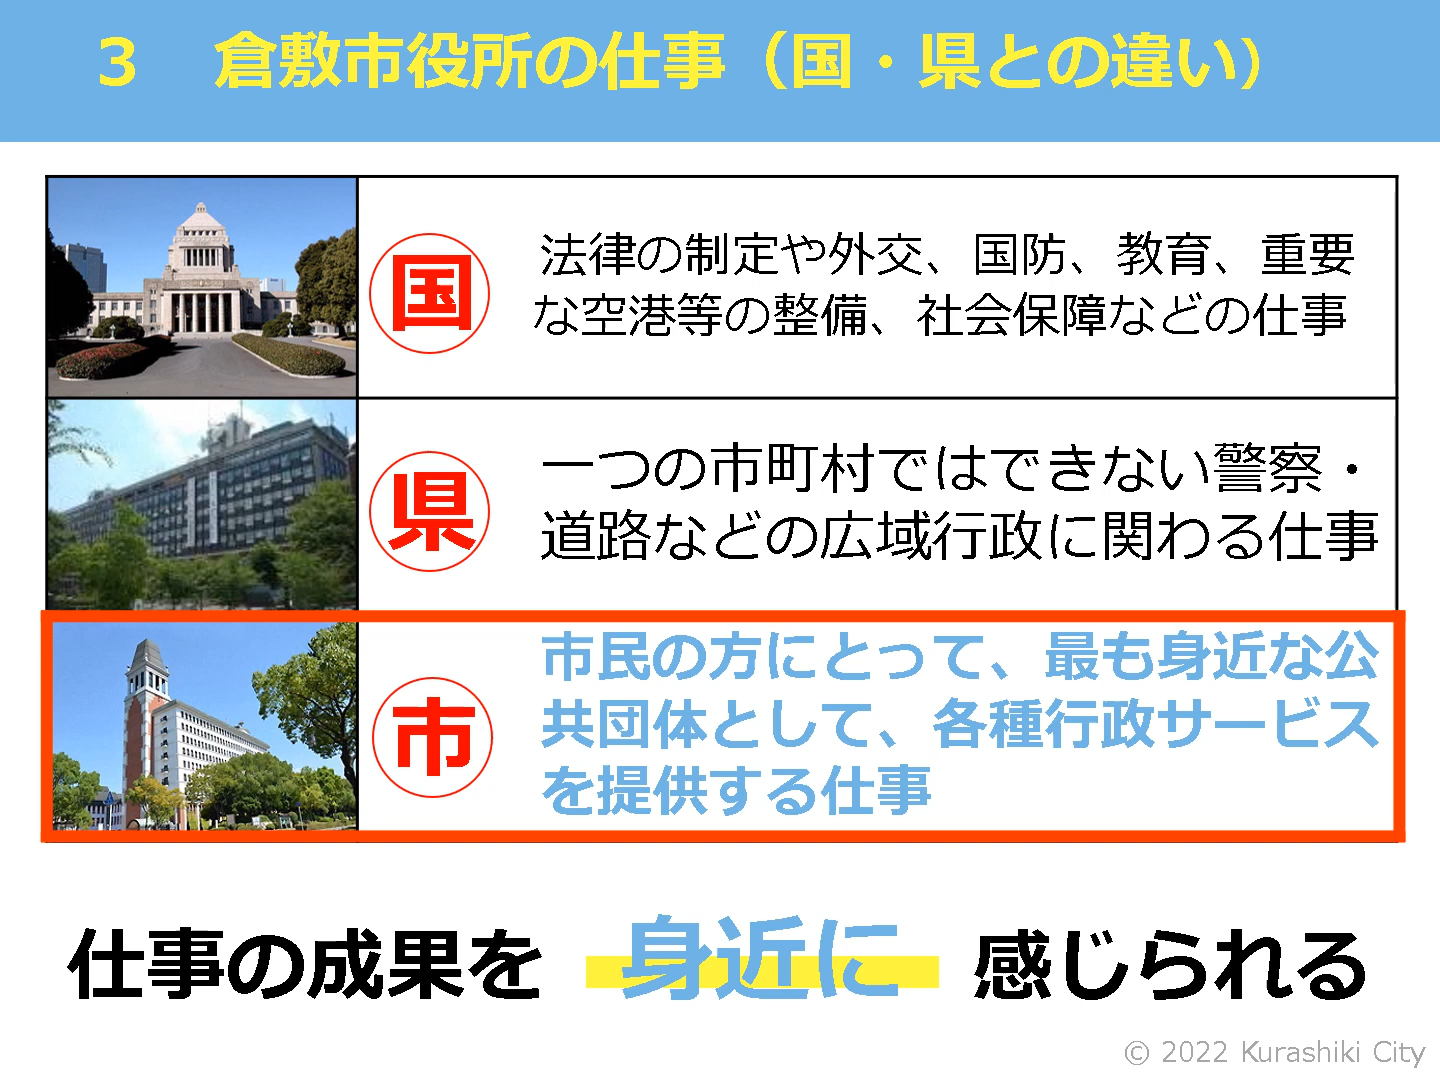 3　倉敷市役所の仕事（国・県との違い）
国
法律の制定や外交、国防、教育、重要
な空港等の整備、社会保障などの仕事
県
一つの市町村ではできない警察・
道路などの広域行政に関わる仕事
市
市民の方にとって、最も身近な公
共団体として、各種行政サービス
を提供する仕事
仕事の成果を 身近に 感じられる
© 2022 Kurashiki City